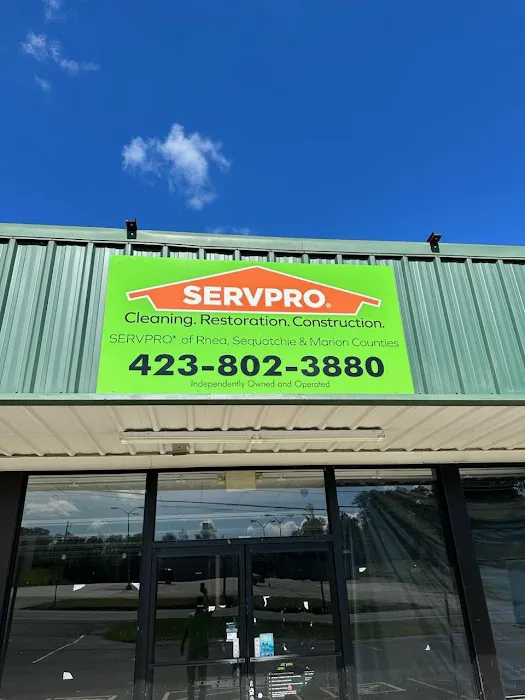 SERVPRO®
Cleaning. Restoration. Construction.
SERVPRO® of Rhea, Sequatchie & Marion Counties
423-802-3880
Independently Owned and Operated